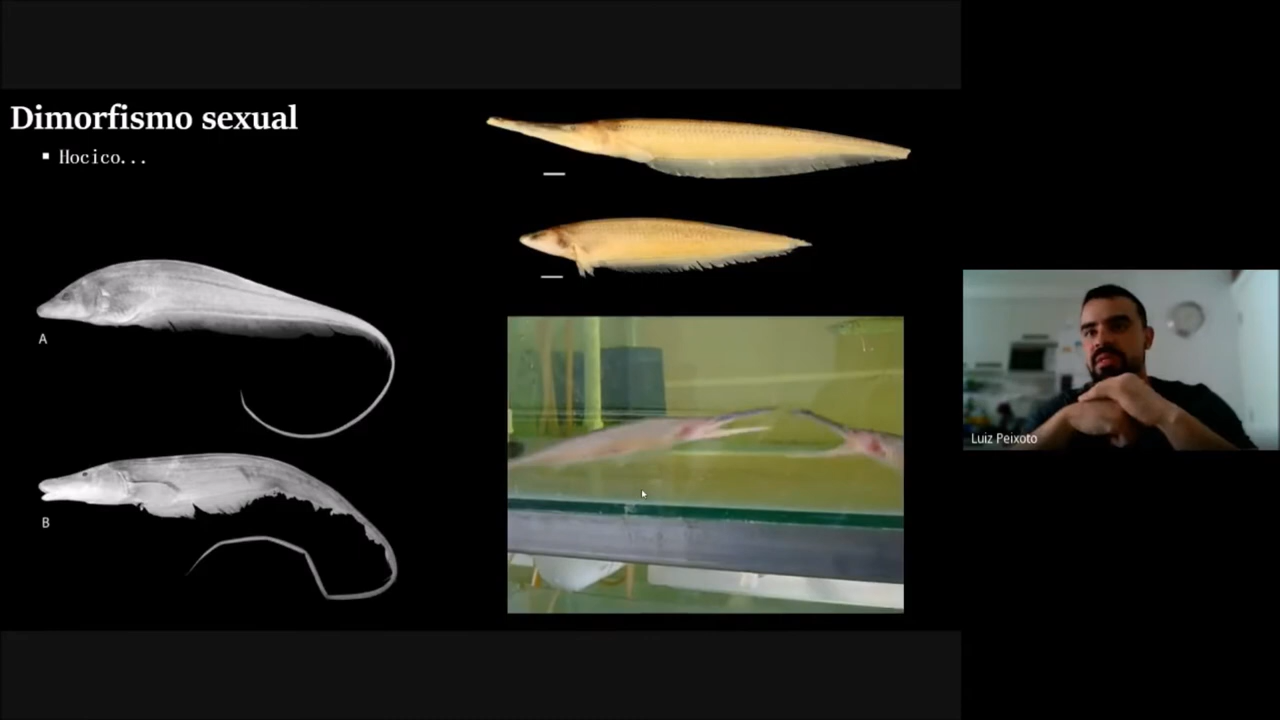 Dimorfismo sexual
▪ Hocico...
A
B
Luiz Peixoto